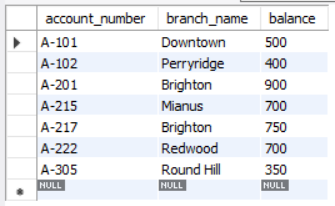 account_number branch_name balance
A-101 Downtown 500
A-102 Perryridge 400
A-201 Brighton 900
A-215 Mianus 700
A-217 Brighton 750
A-222 Redwood 700
A-305 Round Hill 350
NULL NULL NULL